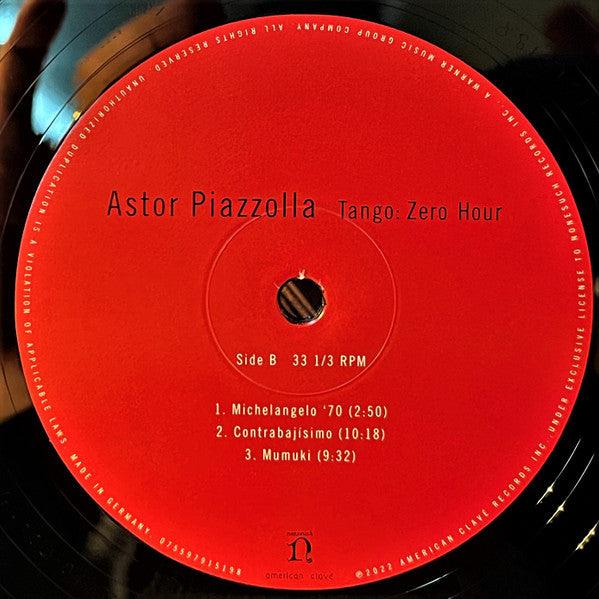 Astor Piazzolla Tango: Zero Hour
Side B 33 1/3 RPM
1. Michelangelo '70 (2:50)
2. Contrabajísimo (10:18)
3. Mumuki (9:32)
nonesuch
n
american clavé
℗2022 AMERICAN CLAVÉ RECORDS INC. UNDER EXCLUSIVE LICENSE TO NONESUCH RECORDS INC., A WARNER MUSIC GROUP COMPANY. ALL RIGHTS RESERVED. UNAUTHORIZED DUPLICATION IS A VIOLATION OF APPLICABLE LAWS. MADE IN GERMANY. 075597915198